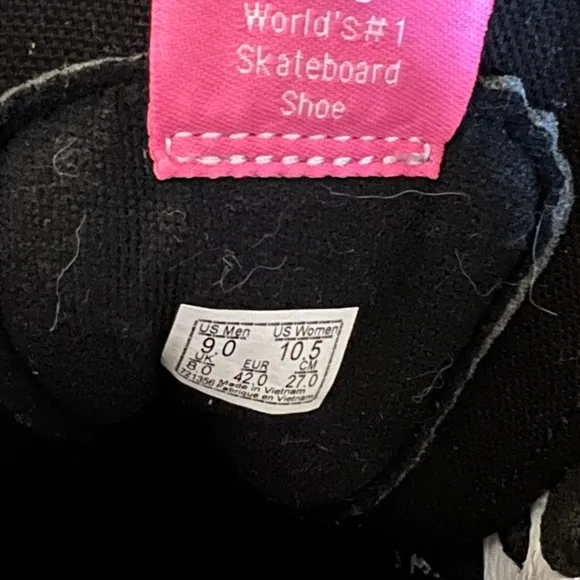 World's #1
Skateboard
Shoe
US Men US Women
9.0 10.5
UK EUR CM
8.0 42.0 27.0
721356 Made in Vietnam
Fabrique en Vietnam